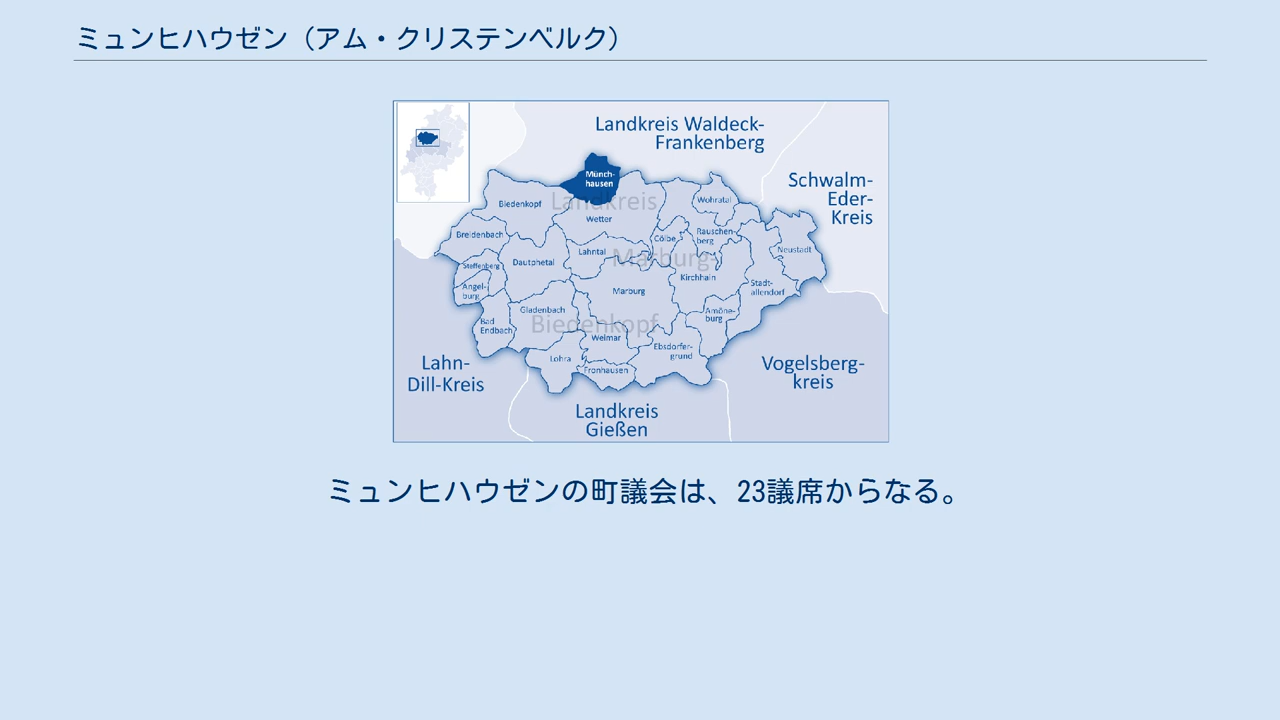 ミュンヒハウゼン（アム・クリステンベルク）
Landkreis Waldeck-
Frankenberg
Schwalm-
Eder-
Kreis
Münch-
hausen
Landkreis
Biedenkopf
Wetter
Wohratal
Breidenbach
Cölbe
Rauschen-
berg
Neustadt
Lahntal
Marburg-
Steffenberg
Dautphetal
Kirchhain
Angel-
burg
Marburg
Stadt-
allendorf
Gladenbach
Amöne-
burg
Bad
Endbach
Biedenkopf
Weimar
Ebsdorfer-
grund
Lohra
Fronhausen
Lahn-
Dill-Kreis
Vogelsberg-
kreis
Landkreis
Gießen
ミュンヒハウゼンの町議会は、23議席からなる。